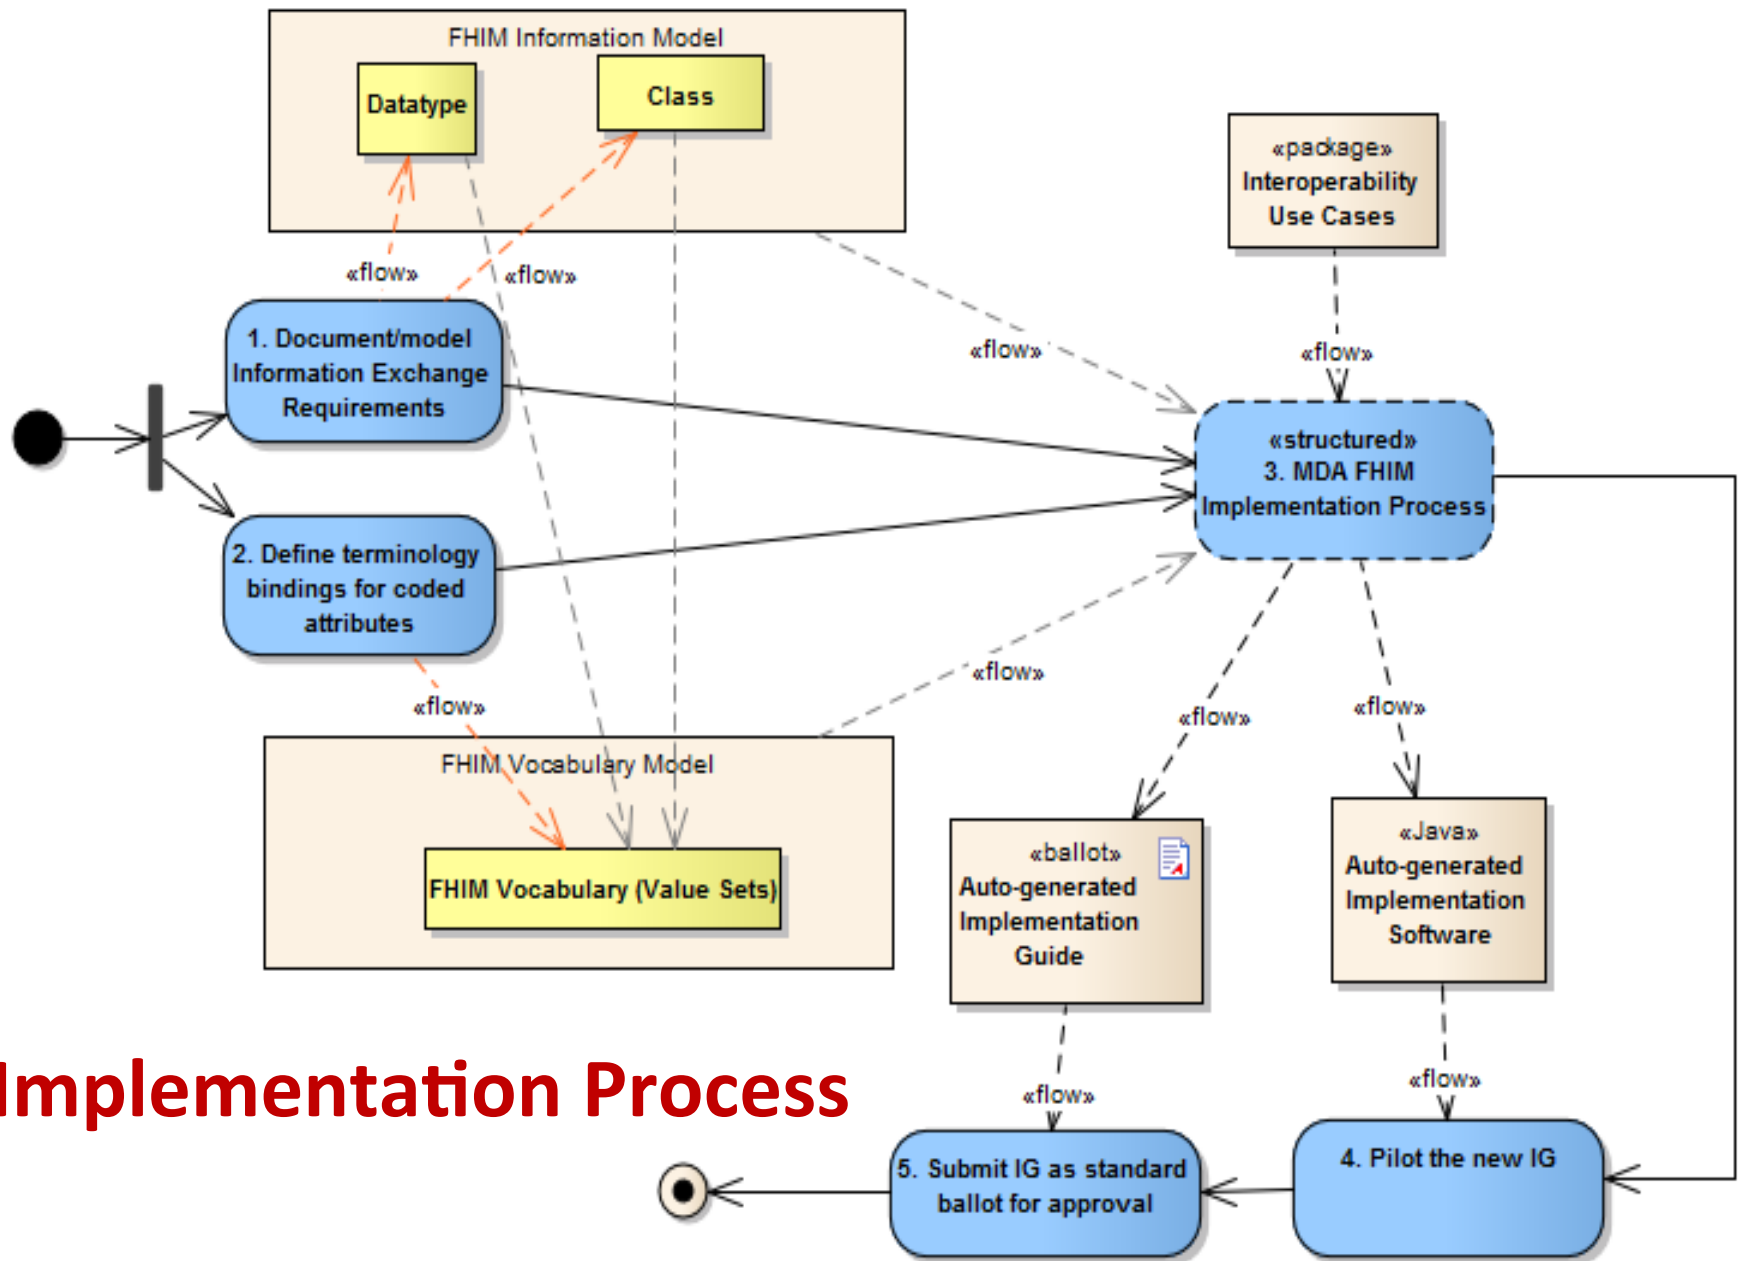 FHIM Information Model
Datatype
Class
«package»
Interoperability
Use Cases
«flow»
«flow»
«flow»
«flow»
1. Document/model
Information Exchange
Requirements
«structured»
3. MDA FHIM
Implementation Process
2. Define terminology
bindings for coded
attributes
«flow»
«flow»
«flow»
«flow»
FHIM Vocabulary Model
FHIM Vocabulary (Value Sets)
«ballot»
Auto-generated
Implementation
Guide
«Java»
Auto-generated
Implementation
Software
Implementation Process
«flow»
«flow»
5. Submit IG as standard
ballot for approval
4. Pilot the new IG